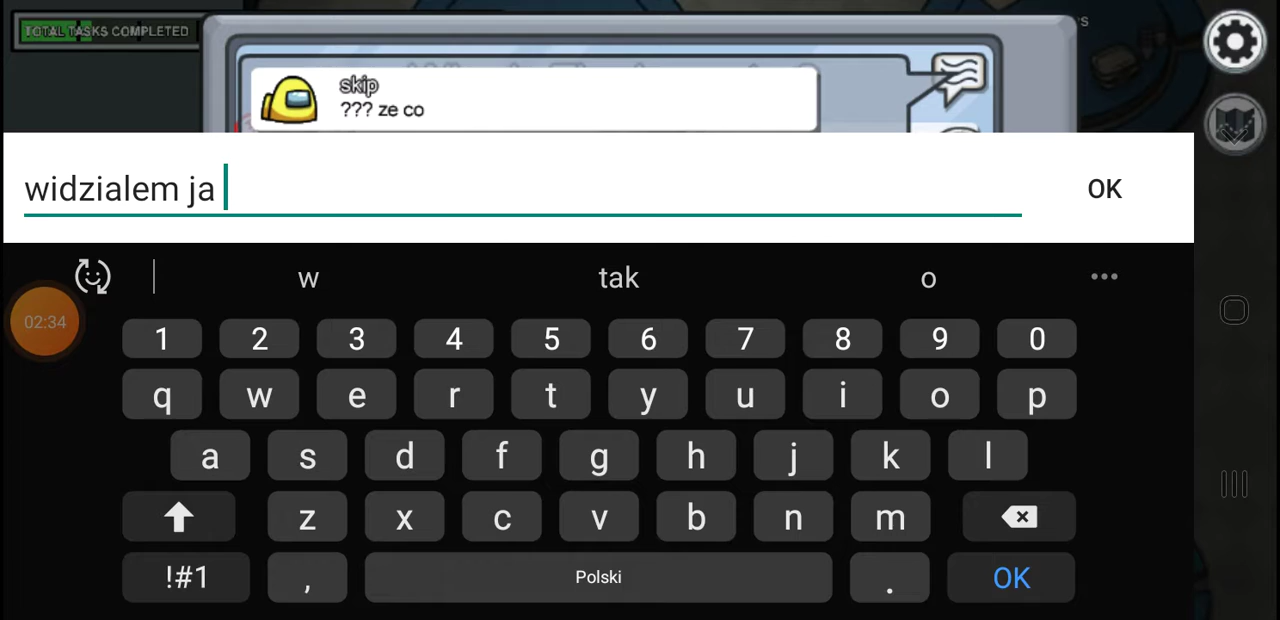 TOTAL TASKS COMPLETED
skip
??? ze co
widzialem ja
OK
w tak o
02:34
1 2 3 4 5 6 7 8 9 0
q w e r t y u i o p
a s d f g h j k l
z x c v b n m
!#1 , Polski . OK